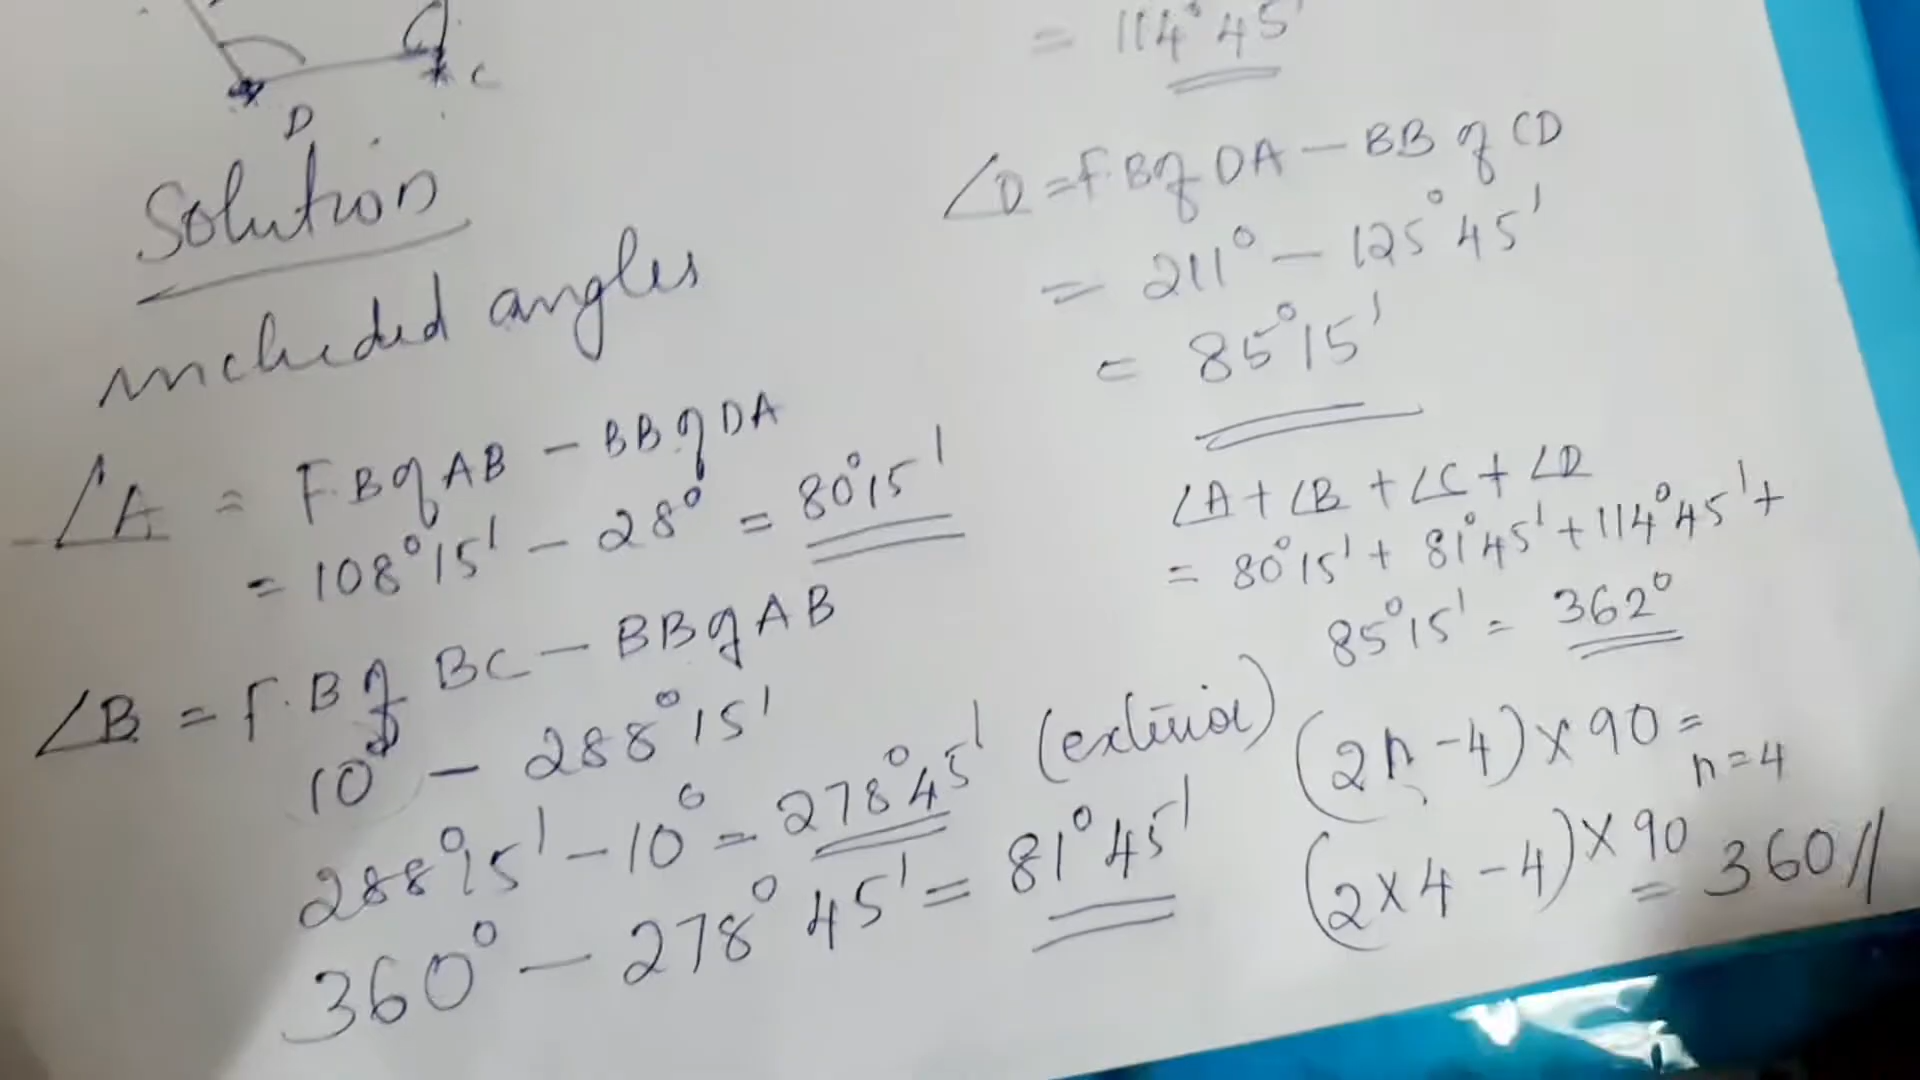 D
C
Solution
included angles
∠A = F.B of AB - BB of DA
= 108°15' - 28° = 80°15'
∠B = F.B of BC - BB of AB
10° - 288°15'
288°15' - 10° = 278°45' (exterior)
360° - 278°45' = 81°45'
= 114°45'
∠D = F.B of DA - BB of CD
= 211° - 125°45'
= 85°15'
∠A + ∠B + ∠C + ∠D
= 80°15' + 81°45' + 114°45' +
85°15' = 362°
(2n - 4) × 90 =
n = 4
(2×4 - 4) × 90
= 360 //